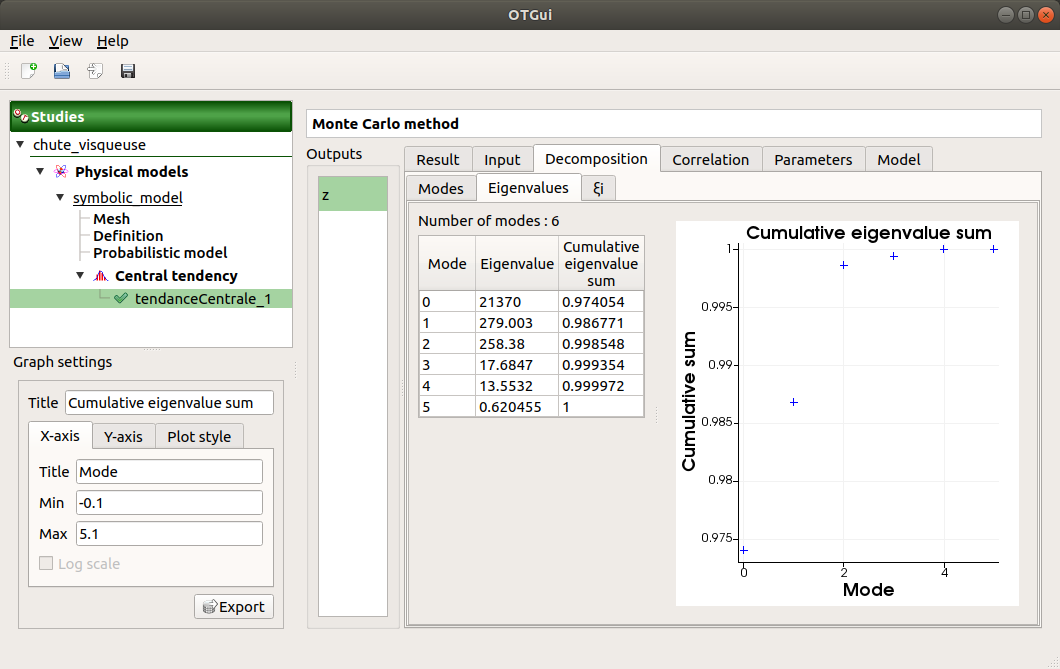 OTGui
File View Help
Studies
chute_visqueuse
Physical models
symbolic_model
Mesh
Definition
Probabilistic model
Central tendency
tendanceCentrale_1
Graph settings
Title Cumulative eigenvalue sum
X-axis Y-axis Plot style
Title Mode
Min -0.1
Max 5.1
Log scale
Export
Monte Carlo method
Outputs
z
Result Input Decomposition Correlation Parameters Model
Modes Eigenvalues ξi
Number of modes : 6
Mode Eigenvalue Cumulative
eigenvalue
sum
0 21370 0.974054
1 279.003 0.986771
2 258.38 0.998548
3 17.6847 0.999354
4 13.5532 0.999972
5 0.620455 1
Cumulative eigenvalue sum
Cumulative sum
1
0.995
0.99
0.985
0.98
0.975
0 2 4
Mode